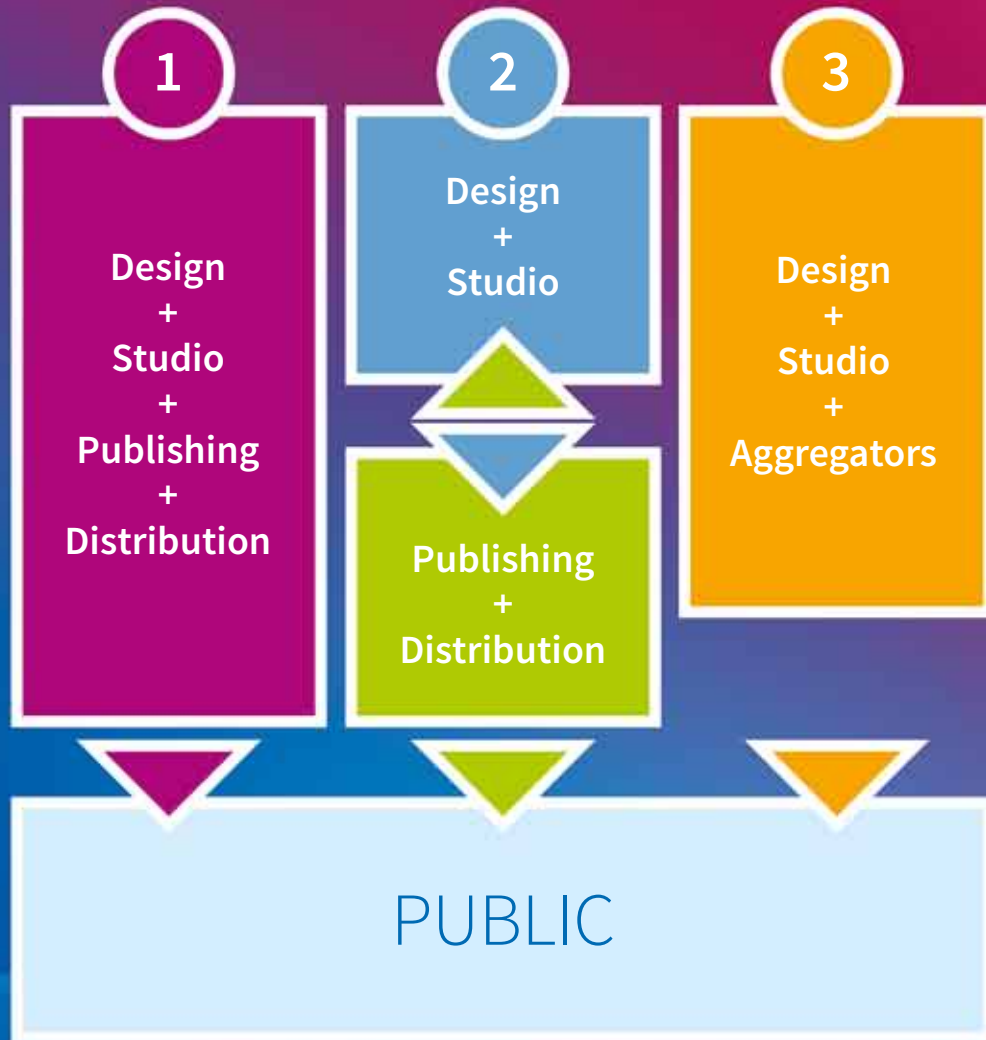 1
Design
+
Studio
+
Publishing
+
Distribution
2
Design
+
Studio
Publishing
+
Distribution
3
Design
+
Studio
+
Aggregators
PUBLIC